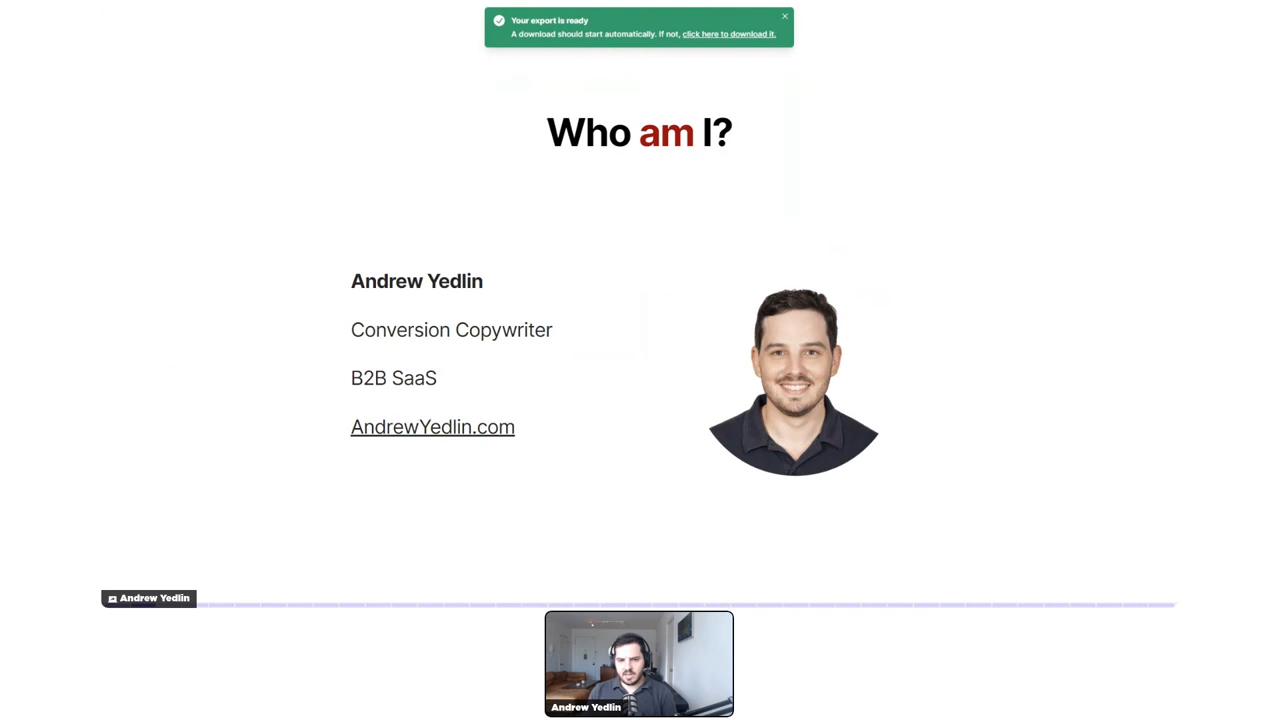 Your export is ready
A download should start automatically. If not, click here to download it.
Who am I?
Andrew Yedlin
Conversion Copywriter
B2B SaaS
AndrewYedlin.com
Andrew Yedlin
Andrew Yedlin